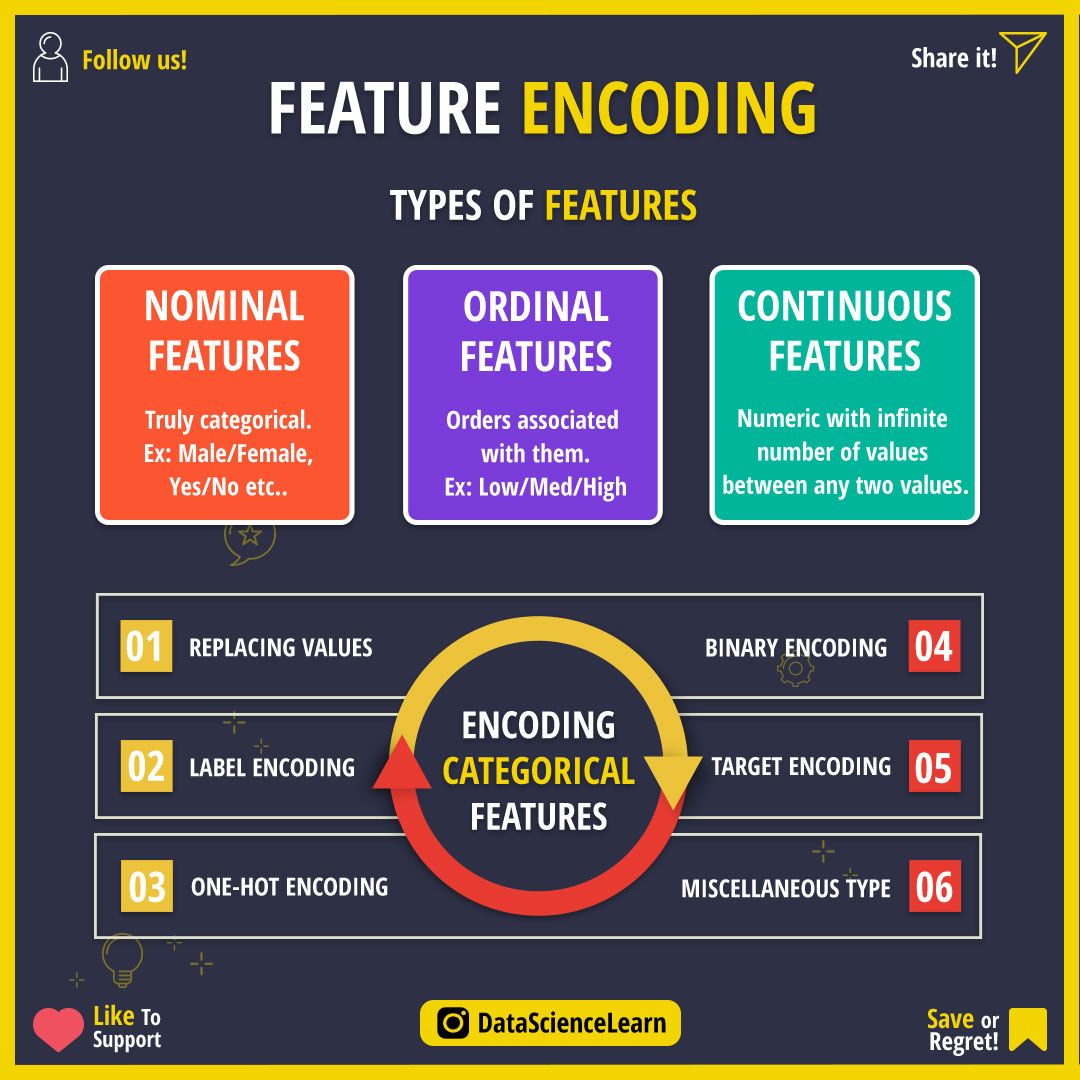 Follow us!
Share it!
FEATURE ENCODING
TYPES OF FEATURES
NOMINAL
FEATURES
Truly categorical.
Ex: Male/Female,
Yes/No etc..
ORDINAL
FEATURES
Orders associated
with them.
Ex: Low/Med/High
CONTINUOUS
FEATURES
Numeric with infinite
number of values
between any two values.
01 REPLACING VALUES
02 LABEL ENCODING
03 ONE-HOT ENCODING
ENCODING
CATEGORICAL
FEATURES
BINARY ENCODING 04
TARGET ENCODING 05
MISCELLANEOUS TYPE 06
Like To
Support
DataScienceLearn
Save or
Regret!